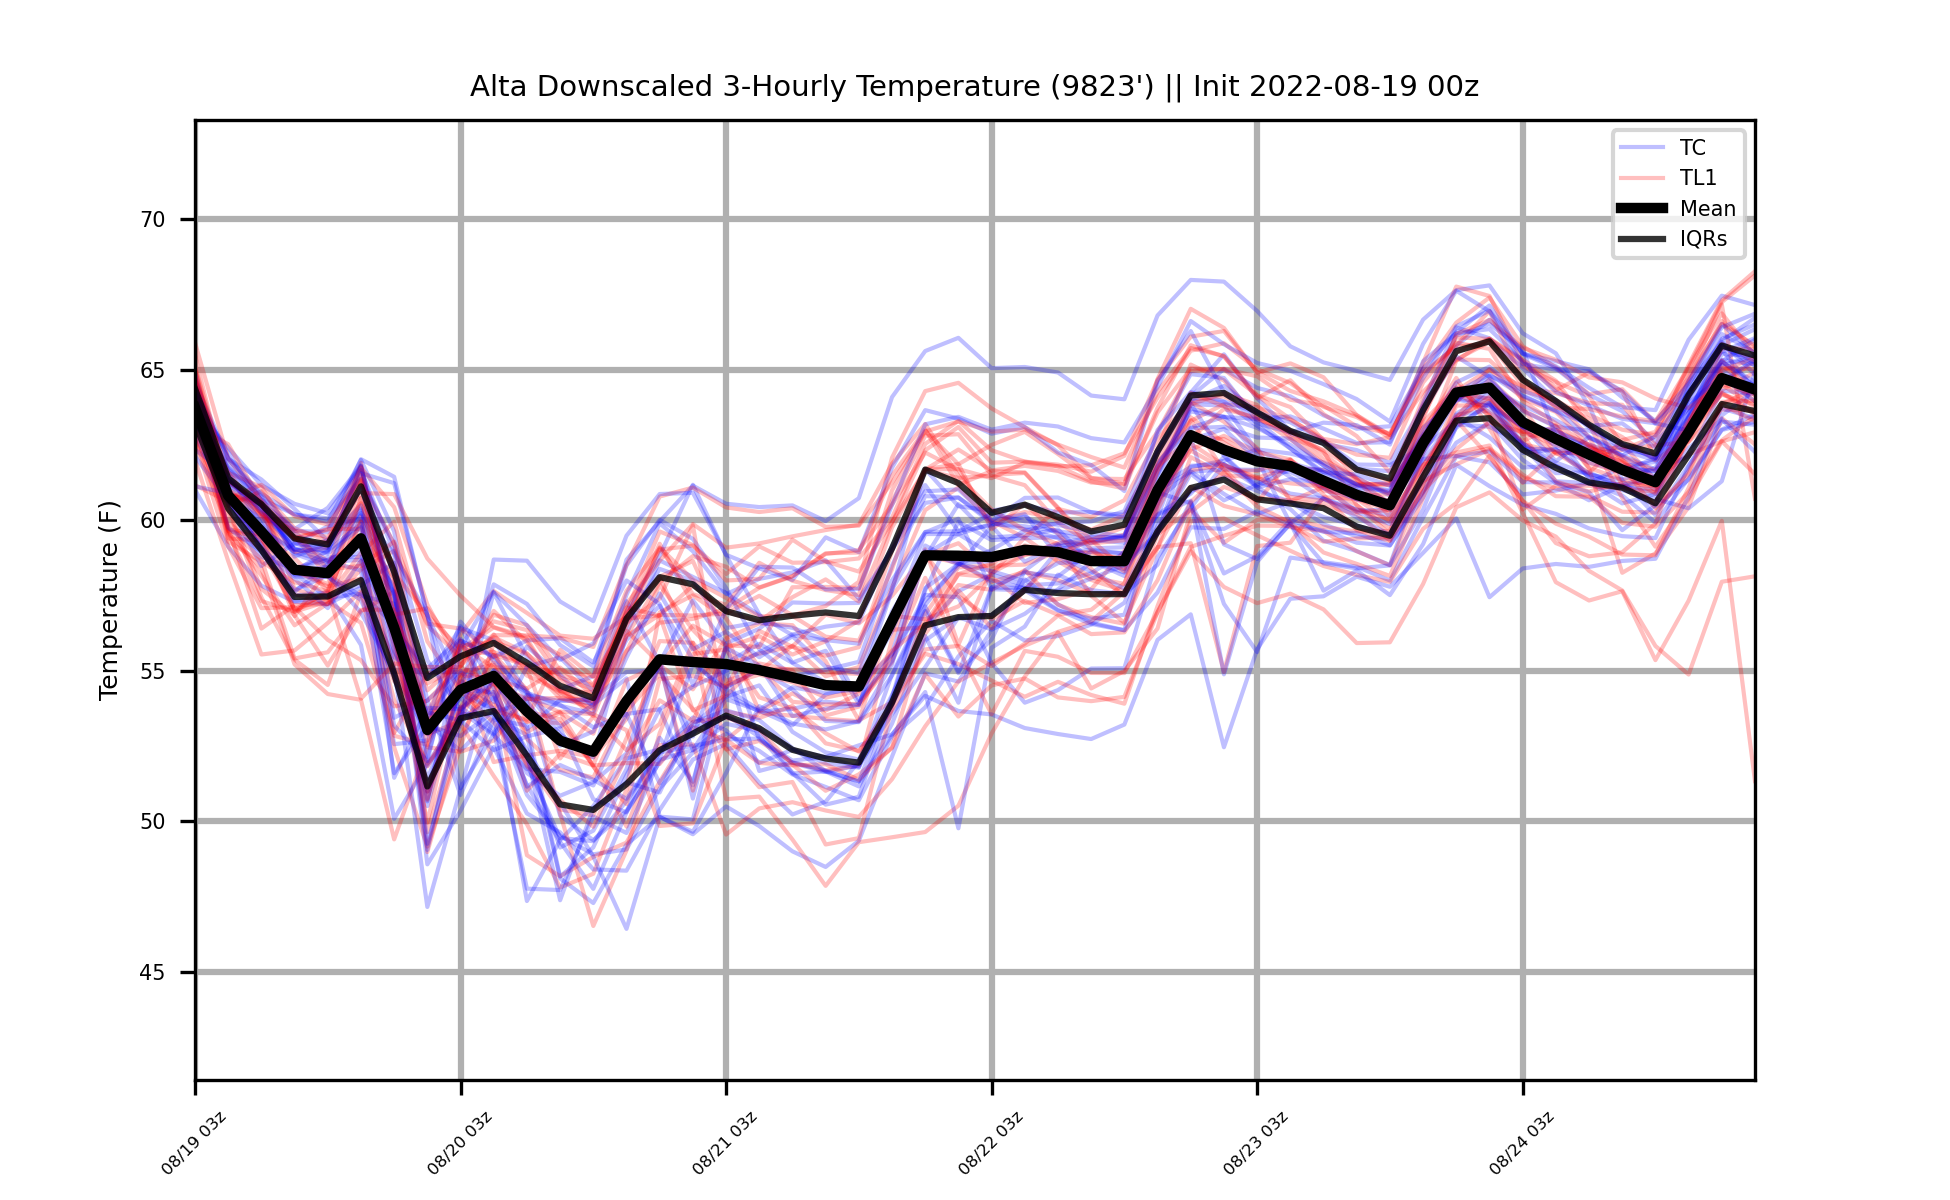 Alta Downscaled 3-Hourly Temperature (9823') || Init 2022-08-19 00z
TC
TL1
Mean
IQRs
Temperature (F)
70
65
60
55
50
45
08/19 03z
08/20 03z
08/21 03z
08/22 03z
08/23 03z
08/24 03z